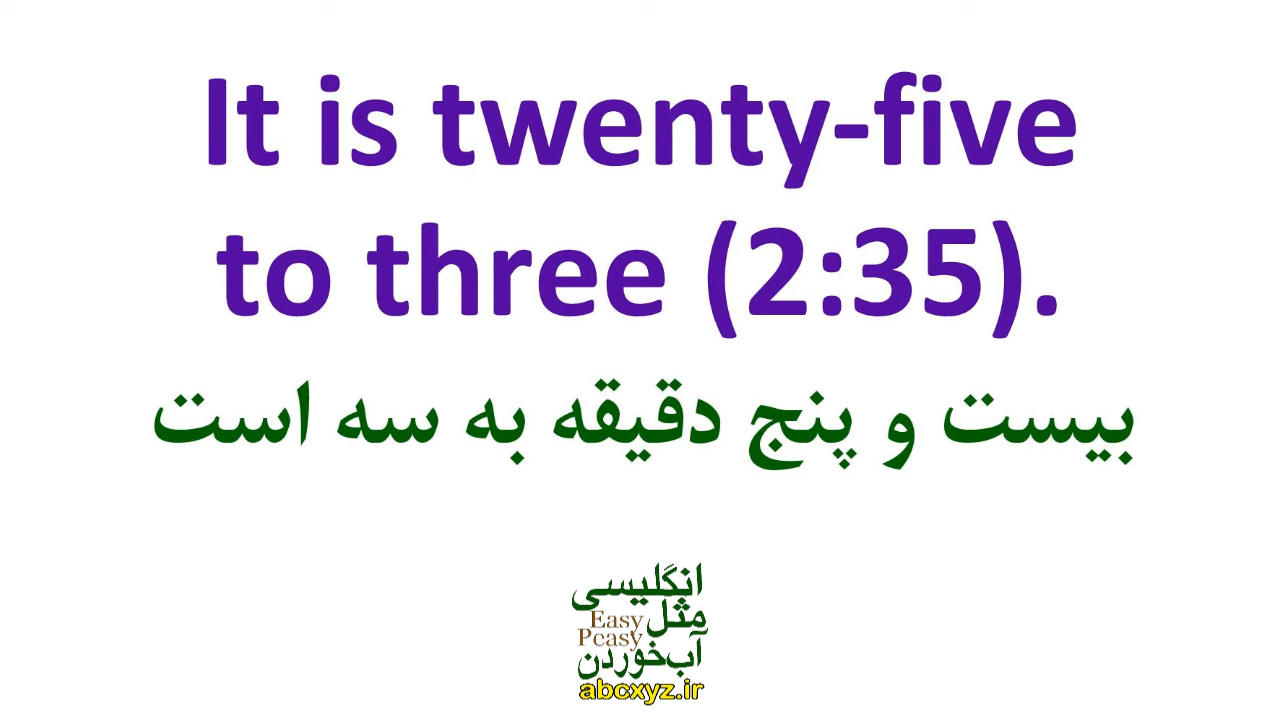 It is twenty-five
to three (2:35).
بیست و پنج دقیقه به سه است
انگلیسی
مثل
Easy
Peasy
آب‌خوردن
abcxyz.ir